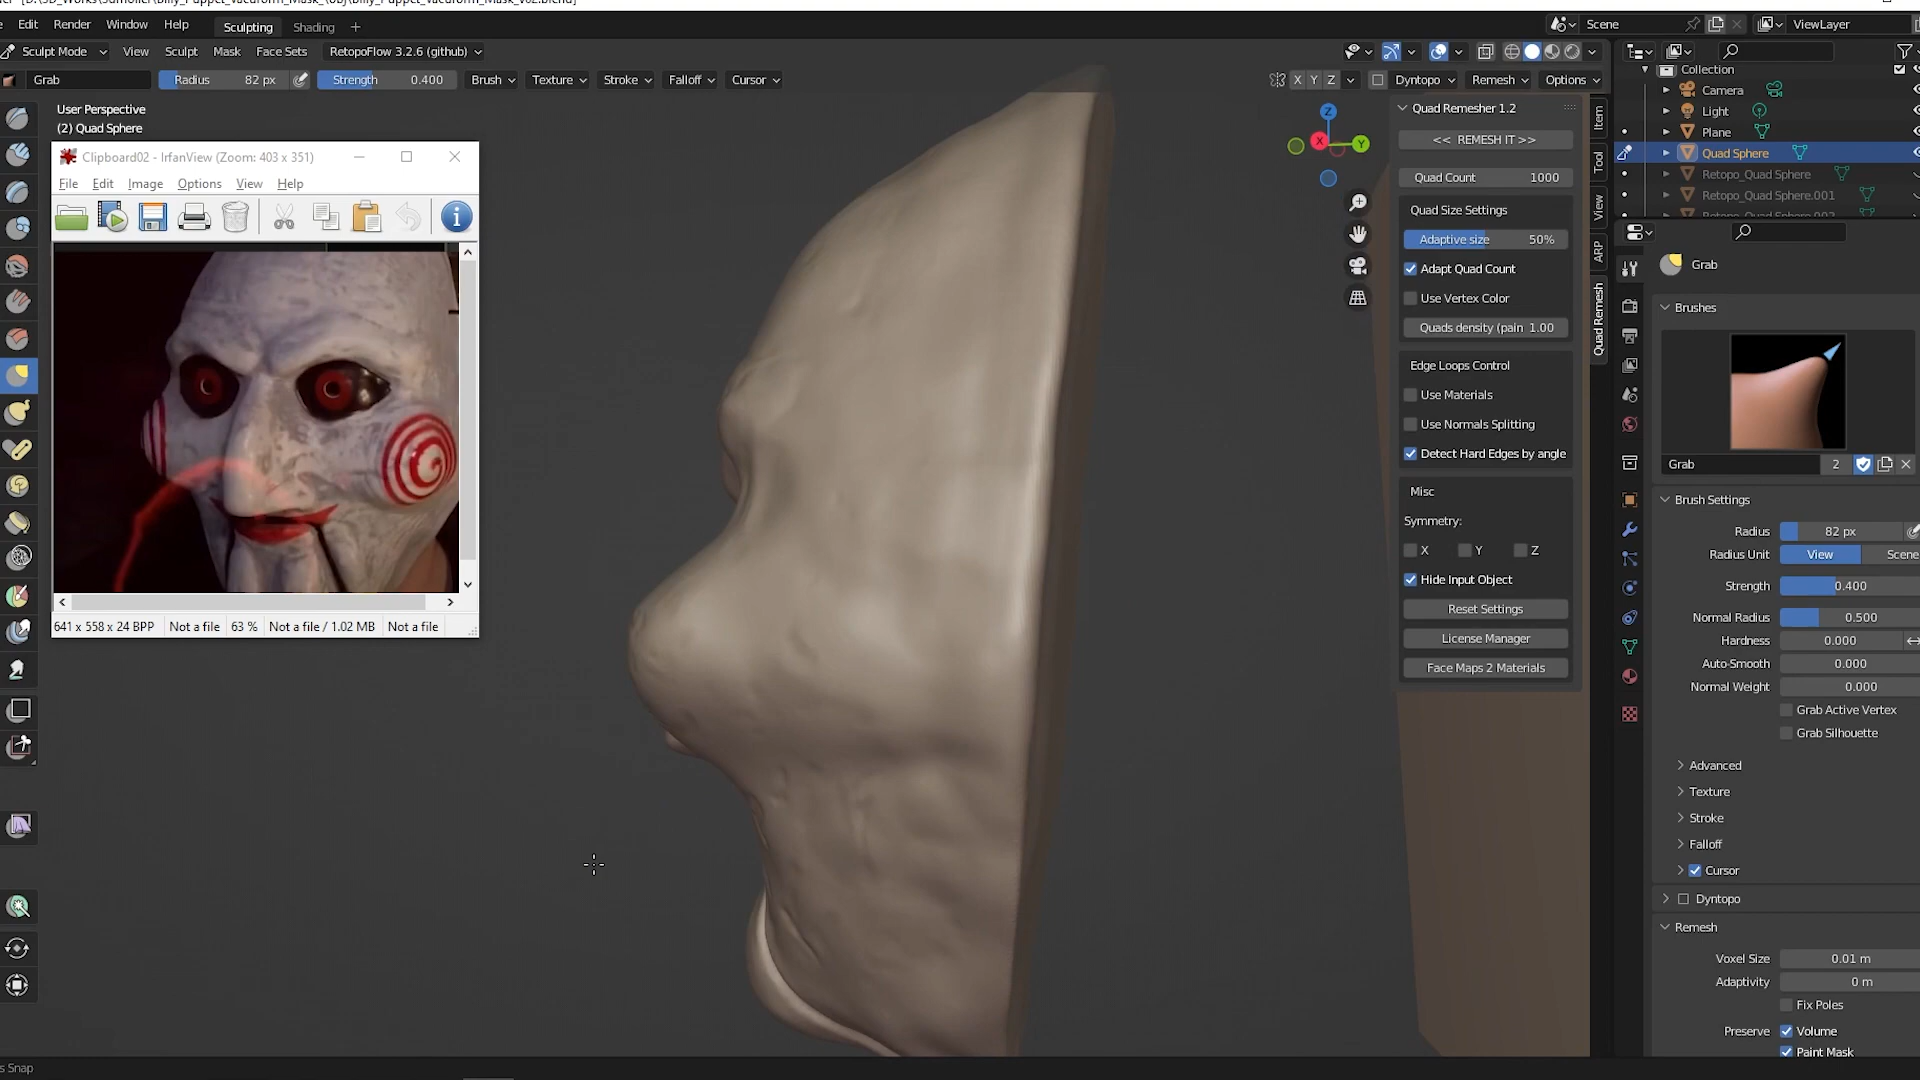 [D:\3D_Works\3dmolier\Billy_Puppet_Vacuform_Mask_\Obj\Billy_Puppet_Vacuform_Mask_v02.blend]
Edit Render Window Help Sculpting Shading + Scene ViewLayer
Sculpt Mode View Sculpt Mask Face Sets RetopoFlow 3.2.6 (github)
Grab Radius 82 px Strength 0.400 Brush Texture Stroke Falloff Cursor X Y Z Dyntopo Remesh Options
User Perspective
(2) Quad Sphere
Clipboard02 - IrfanView (Zoom: 403 x 351)
File Edit Image Options View Help
641 x 558 x 24 BPP Not a file 63 % Not a file / 1.02 MB Not a file
Z
X Y
Quad Remesher 1.2
<< REMESH IT >>
Quad Count 1000
Quad Size Settings
Adaptive size 50%
Adapt Quad Count
Use Vertex Color
Quads density (pain 1.00
Edge Loops Control
Use Materials
Use Normals Splitting
Detect Hard Edges by angle
Misc
Symmetry:
X Y Z
Hide Input Object
Reset Settings
License Manager
Face Maps 2 Materials
Item
Tool
View
ARP
Quad Remesh
Collection
Camera
Light
Plane
Quad Sphere
Retopo_Quad Sphere
Retopo_Quad Sphere.001
Retopo_Quad Sphere.002
Grab
Brushes
Grab 2
Brush Settings
Radius 82 px
Radius Unit View Scene
Strength 0.400
Normal Radius 0.500
Hardness 0.000
Auto-Smooth 0.000
Normal Weight 0.000
Grab Active Vertex
Grab Silhouette
Advanced
Texture
Stroke
Falloff
Cursor
Dyntopo
Remesh
Voxel Size 0.01 m
Adaptivity 0 m
Fix Poles
Preserve Volume
Paint Mask
s Snap